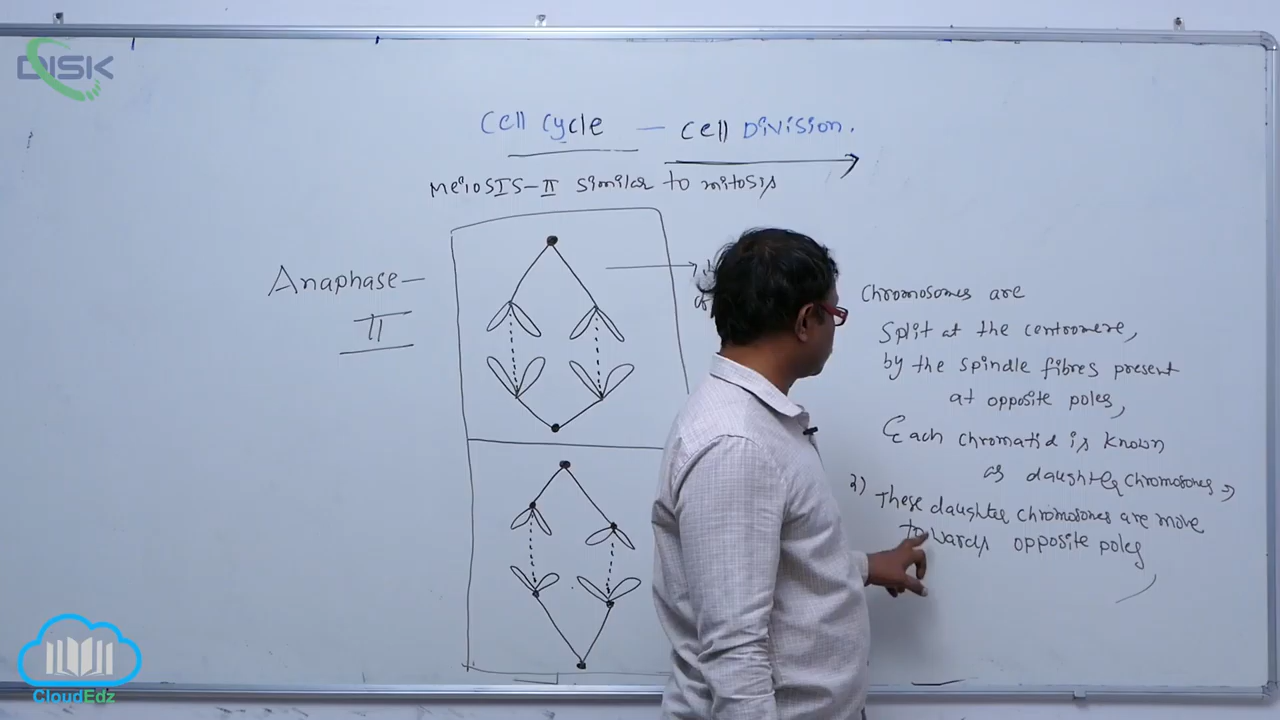 DISK
Cell Cycle — Cell Division.
Meiosis-II similar to mitosis
Anaphase-
II
Chromosomes are
split at the centromere,
by the spindle fibres present
at opposite poles,
Each chromatid is known
as daughter chromosomes,
2) These daughter chromosomes are move
towards opposite poles
CloudEdz